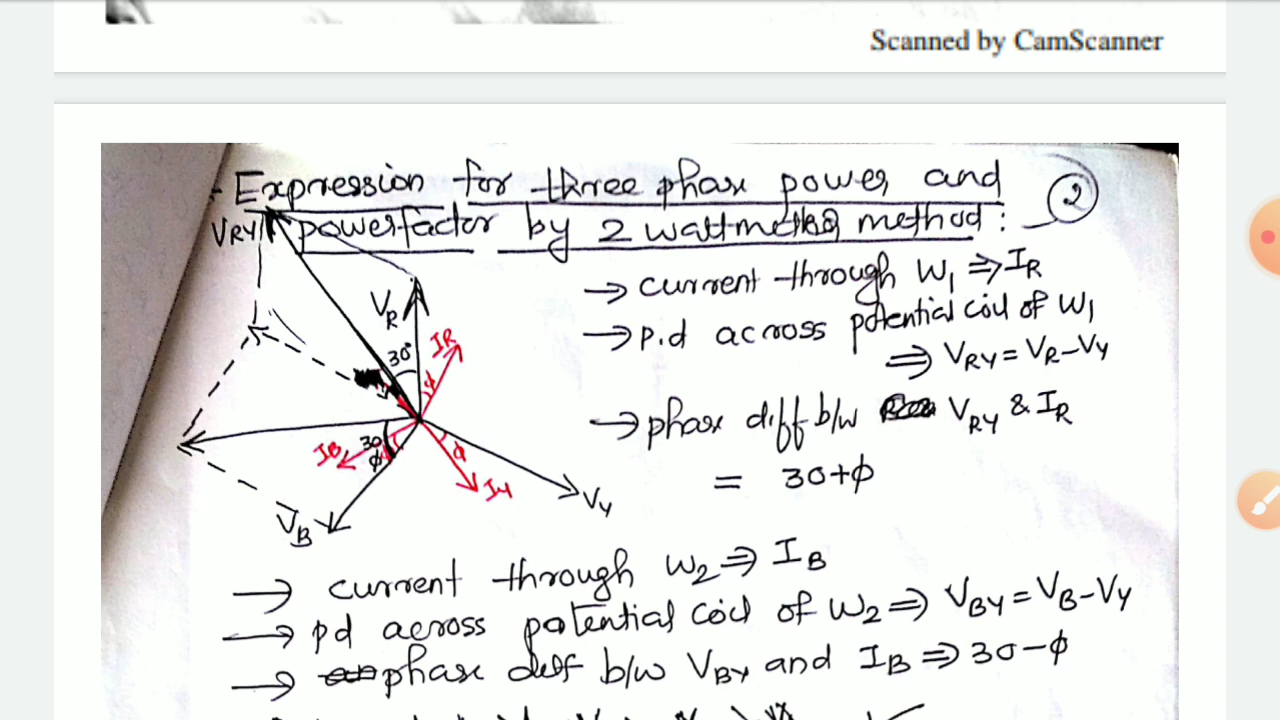 Scanned by CamScanner
Expression for three phase power and
powerfactor by 2 wattmeter method :
2
VRY
VR
30°
IR
ϕ
→ current through W1 ⇒ IR
→ p.d across potential coil of W1
⇒ VRY = VR-VY
→ phase diff b/w VRY & IR
= 30+ϕ
30
ϕ
IB
ϕ
IY
VY
VB
→ current through W2 ⇒ IB
→ pd across potential coil of W2 ⇒ VBY = VB-VY
→ phase diff b/w VBY and IB ⇒ 30-ϕ